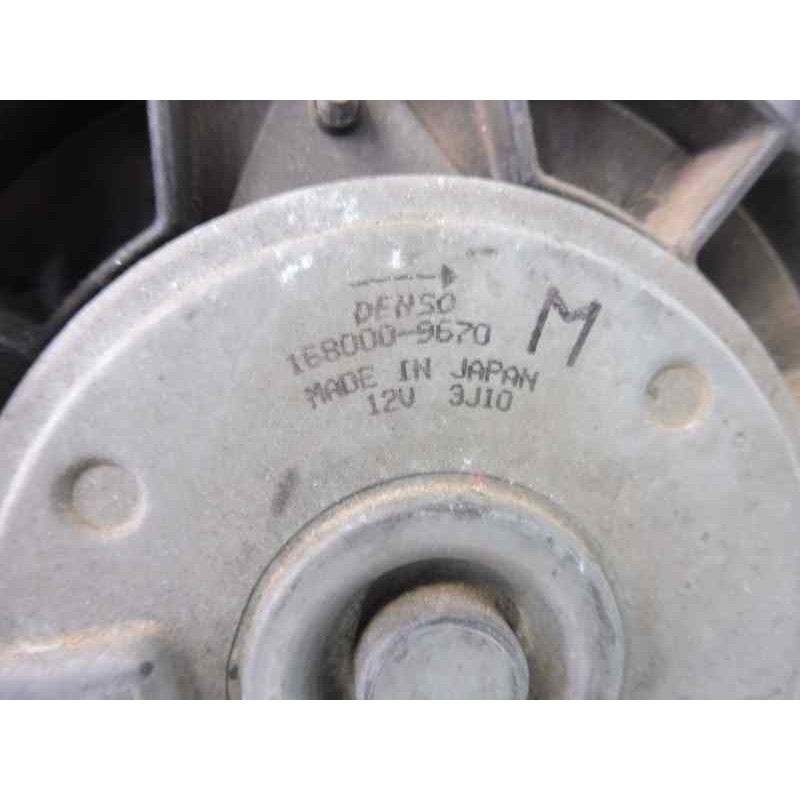 DENSO
168000-9670
MADE IN JAPAN
12V 3J10
M